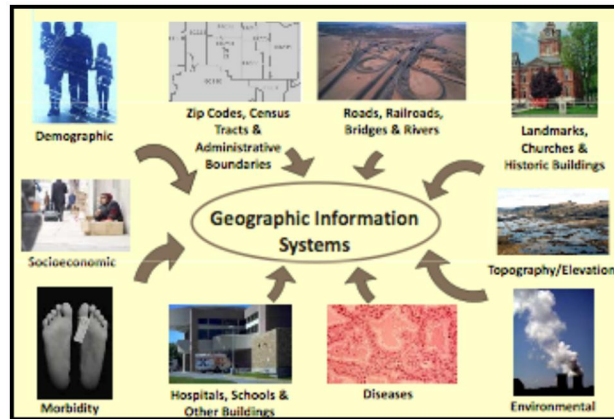 Demographic
Zip Codes, Census
Tracts &
Administrative
Boundaries
Roads, Railroads,
Bridges & Rivers
Landmarks,
Churches &
Historic Buildings
Geographic Information
Systems
Socioeconomic
Topography/Elevation
Morbidity
Hospitals, Schools &
Other Buildings
Diseases
Environmental